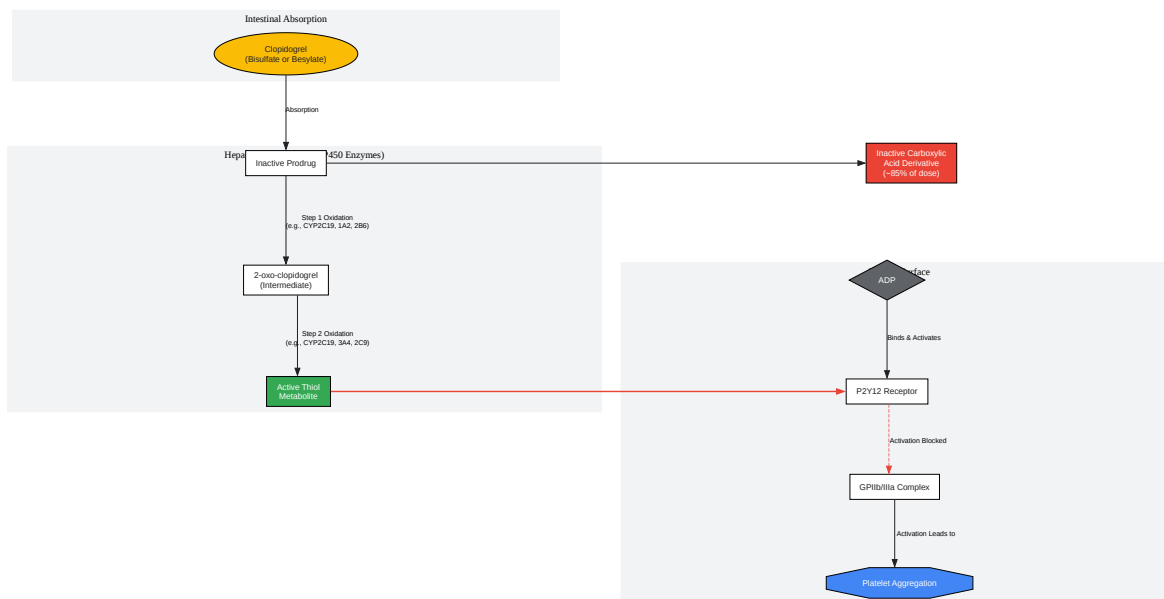 Intestinal Absorption
Clopidogrel
(Bisulfate or Besylate)
Absorption
450 Enzymes)
Inactive Prodrug
Inactive Carboxylic
Acid Derivative
(~85% of dose)
Step 1 Oxidation
(e.g., CYP2C19, 1A2, 2B6)
2-oxo-clopidogrel
(Intermediate)
ADP
Binds & Activates
Step 2 Oxidation
(e.g., CYP2C19, 3A4, 2C9)
Active Thiol
Metabolite
P2Y12 Receptor
Activation Blocked
GPIIb/IIIa Complex
Activation Leads to
Platelet Aggregation